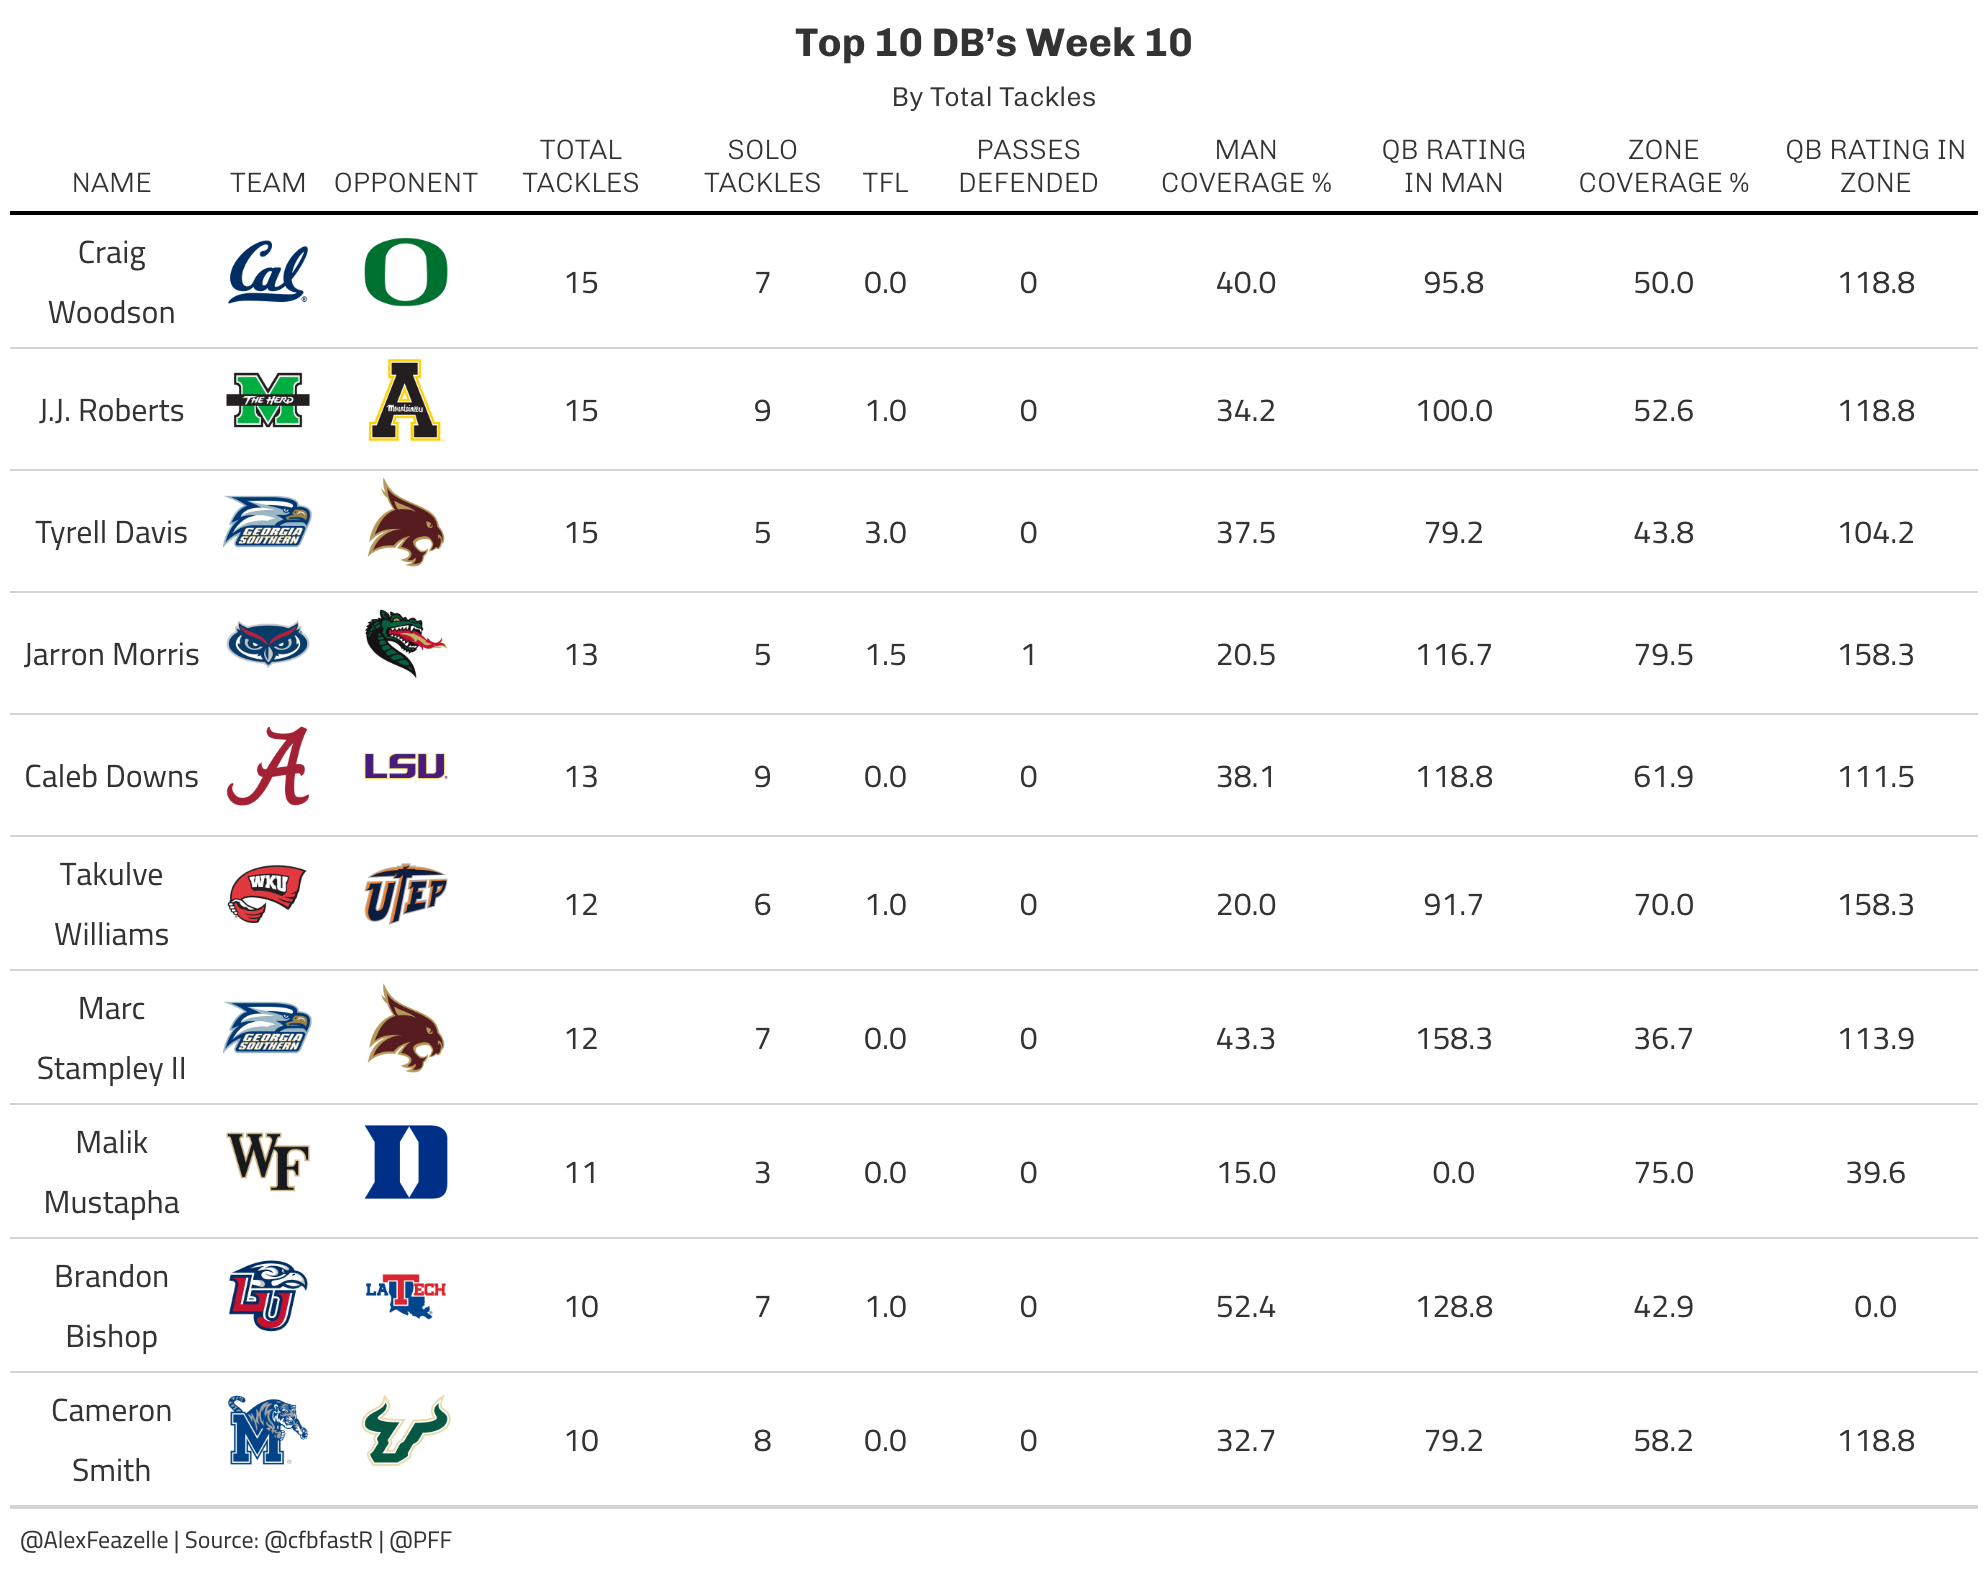 Top 10 DB’s Week 10
By Total Tackles
NAME TEAM OPPONENT TOTAL TACKLES SOLO TACKLES TFL PASSES DEFENDED MAN COVERAGE % QB RATING IN MAN ZONE COVERAGE % QB RATING IN ZONE
Craig Woodson Cal 15 7 0.0 0 40.0 95.8 50.0 118.8
J.J. Roberts M THE HERD A Mountaineers 15 9 1.0 0 34.2 100.0 52.6 118.8
Tyrell Davis GEORGIA SOUTHERN 15 5 3.0 0 37.5 79.2 43.8 104.2
Jarron Morris 13 5 1.5 1 20.5 116.7 79.5 158.3
Caleb Downs A LSU 13 9 0.0 0 38.1 118.8 61.9 111.5
Takulve Williams WKU UTEP 12 6 1.0 0 20.0 91.7 70.0 158.3
Marc Stampley II GEORGIA SOUTHERN 12 7 0.0 0 43.3 158.3 36.7 113.9
Malik Mustapha WF D 11 3 0.0 0 15.0 0.0 75.0 39.6
Brandon Bishop LU LA TECH 10 7 1.0 0 52.4 128.8 42.9 0.0
Cameron Smith M 10 8 0.0 0 32.7 79.2 58.2 118.8
@AlexFeazelle | Source: @cfbfastR | @PFF